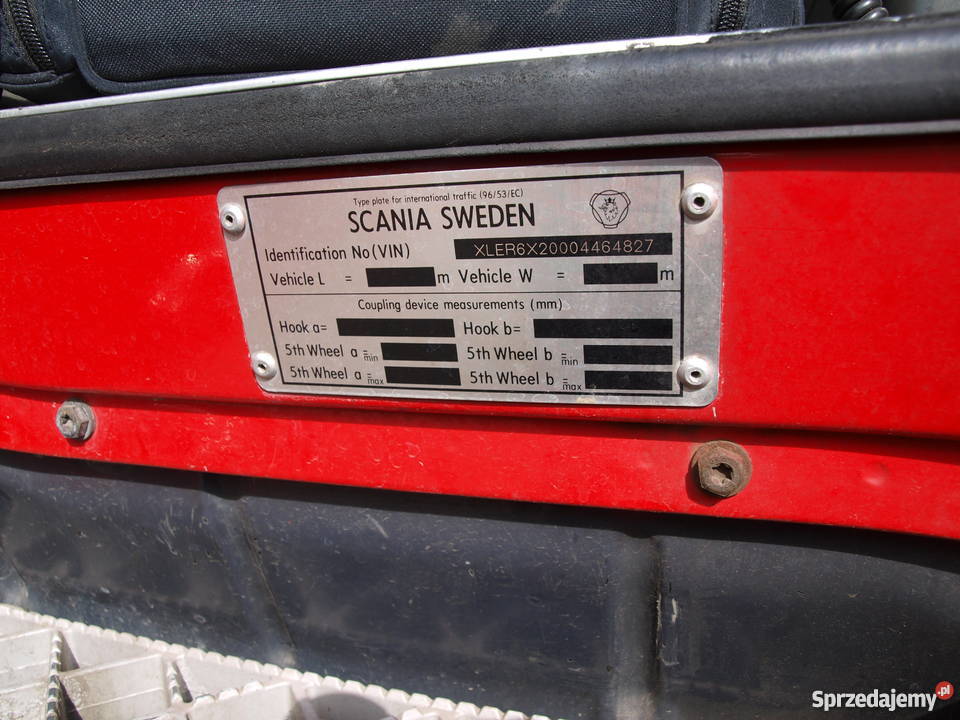 Type plate for international traffic (96/53/EC)
SCANIA SWEDEN
Identification No(VIN) XLER6X20004464827
Vehicle L = m Vehicle W = m
Coupling device measurements (mm)
Hook a= Hook b=
5th Wheel a = min 5th Wheel b = min
5th Wheel a = max 5th Wheel b = max
Sprzedajemy.pl